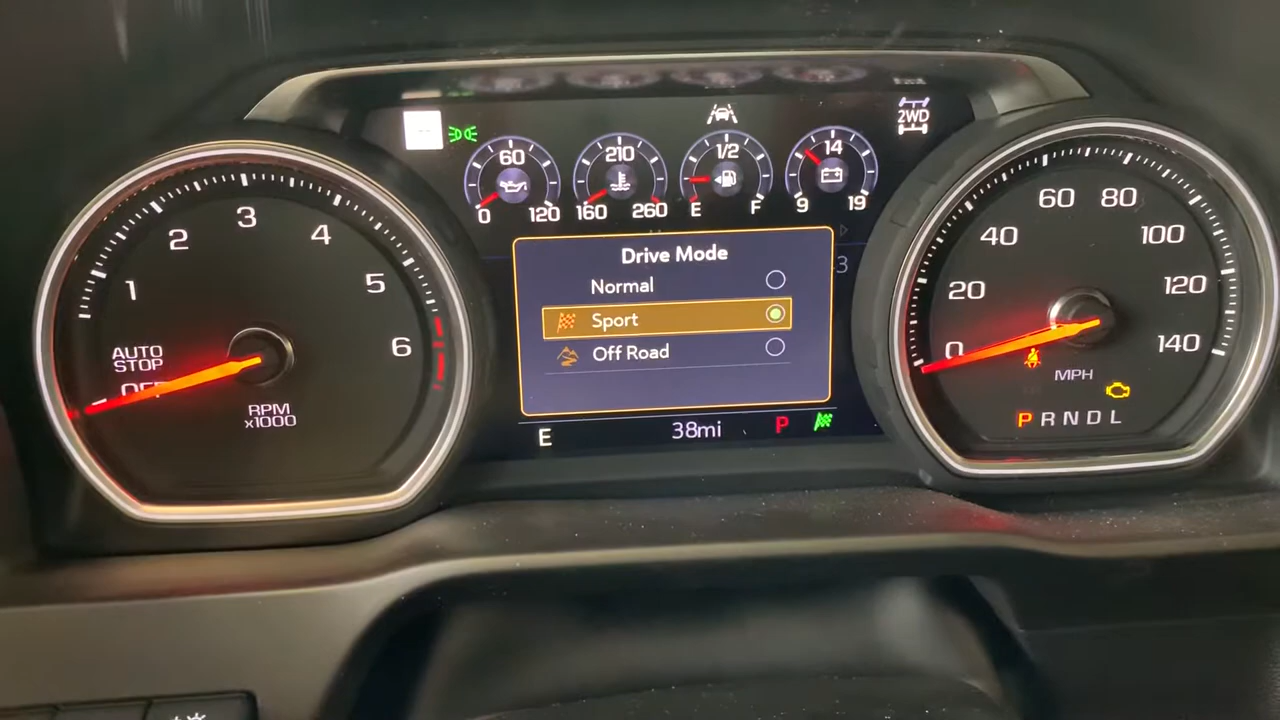 2WD
60
0 120
210
160 260
1/2
E F
14
9 19
1
2
3
4
5
6
AUTO
STOP
OFF
RPM
x1000
Drive Mode
Normal
Sport
Off Road
3
E 38mi P
0
20
40
60
80
100
120
140
MPH
P R N D L